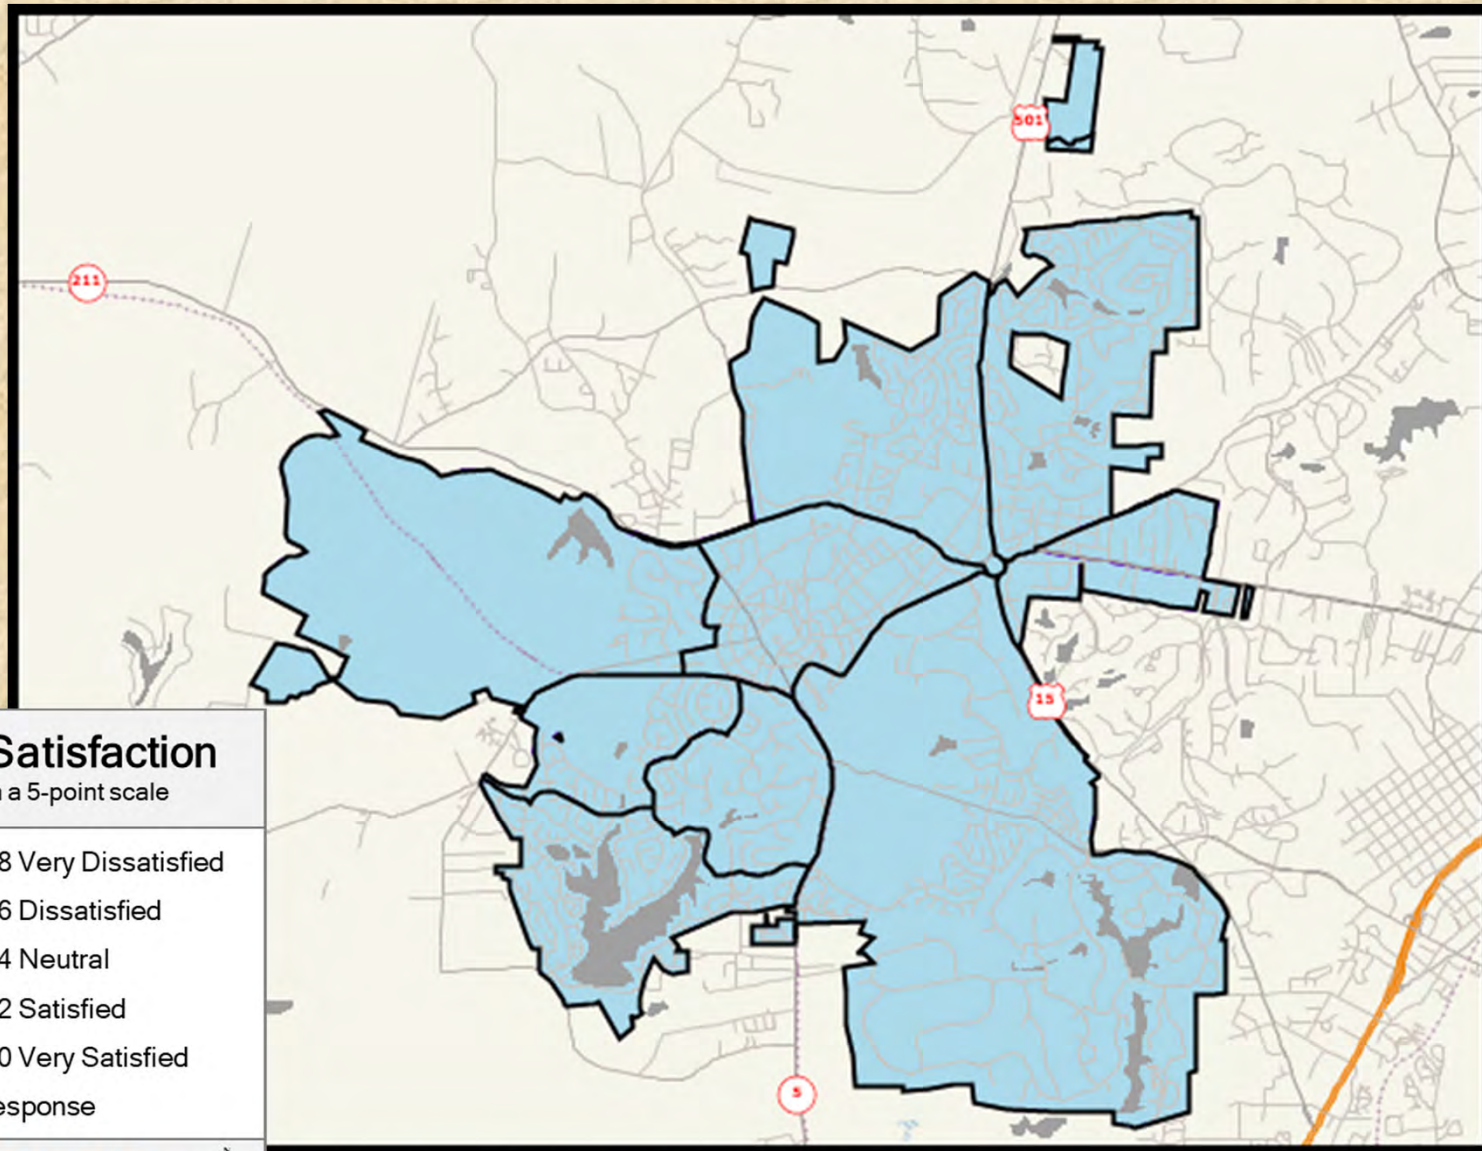 501
211
15
Satisfaction
a 5-point scale
8 Very Dissatisfied
6 Dissatisfied
4 Neutral
2 Satisfied
0 Very Satisfied
esponse
5